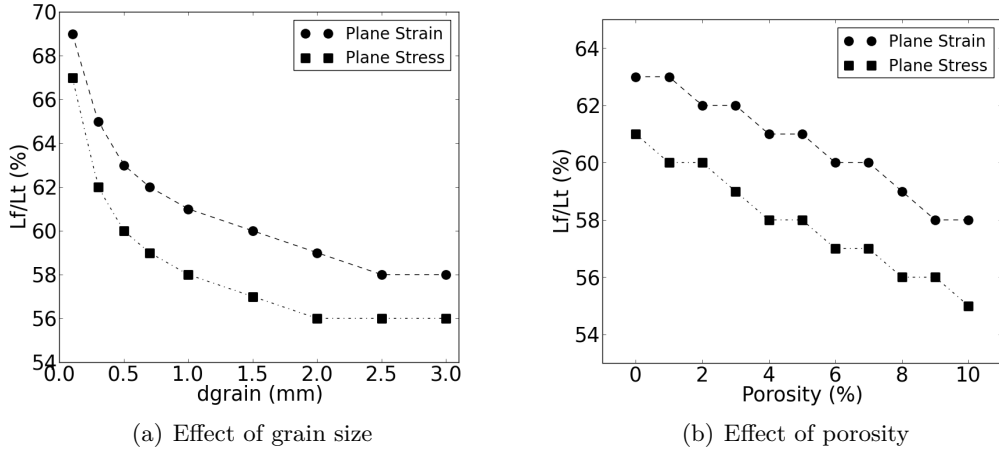 70
68
66
64
62
60
58
56
54
Lf/Lt (%)
Plane Strain
Plane Stress
0.0 0.5 1.0 1.5 2.0 2.5 3.0
dgrain (mm)
(a) Effect of grain size
64
62
60
58
56
54
Lf/Lt (%)
Plane Strain
Plane Stress
0 2 4 6 8 10
Porosity (%)
(b) Effect of porosity